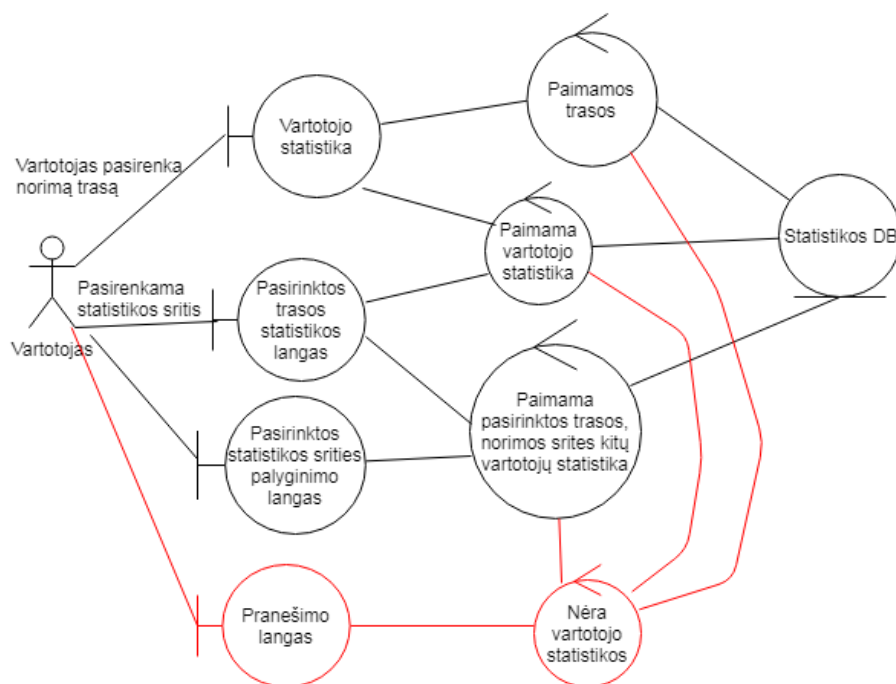 Paimamos
trasos
Vartotojo
statistika
Vartotojas pasirenka
norimą trasą
Paimama
vartotojo
statistika
Statistikos DB
Pasirenkama
statistikos sritis
Pasirinktos
trasos
statistikos
langas
Vartotojas
Paimama
pasirinktos trasos,
norimos srites kitų
vartotojų statistika
Pasirinktos
statistikos srities
palyginimo
langas
Pranešimo
langas
Nėra
vartotojo
statistikos